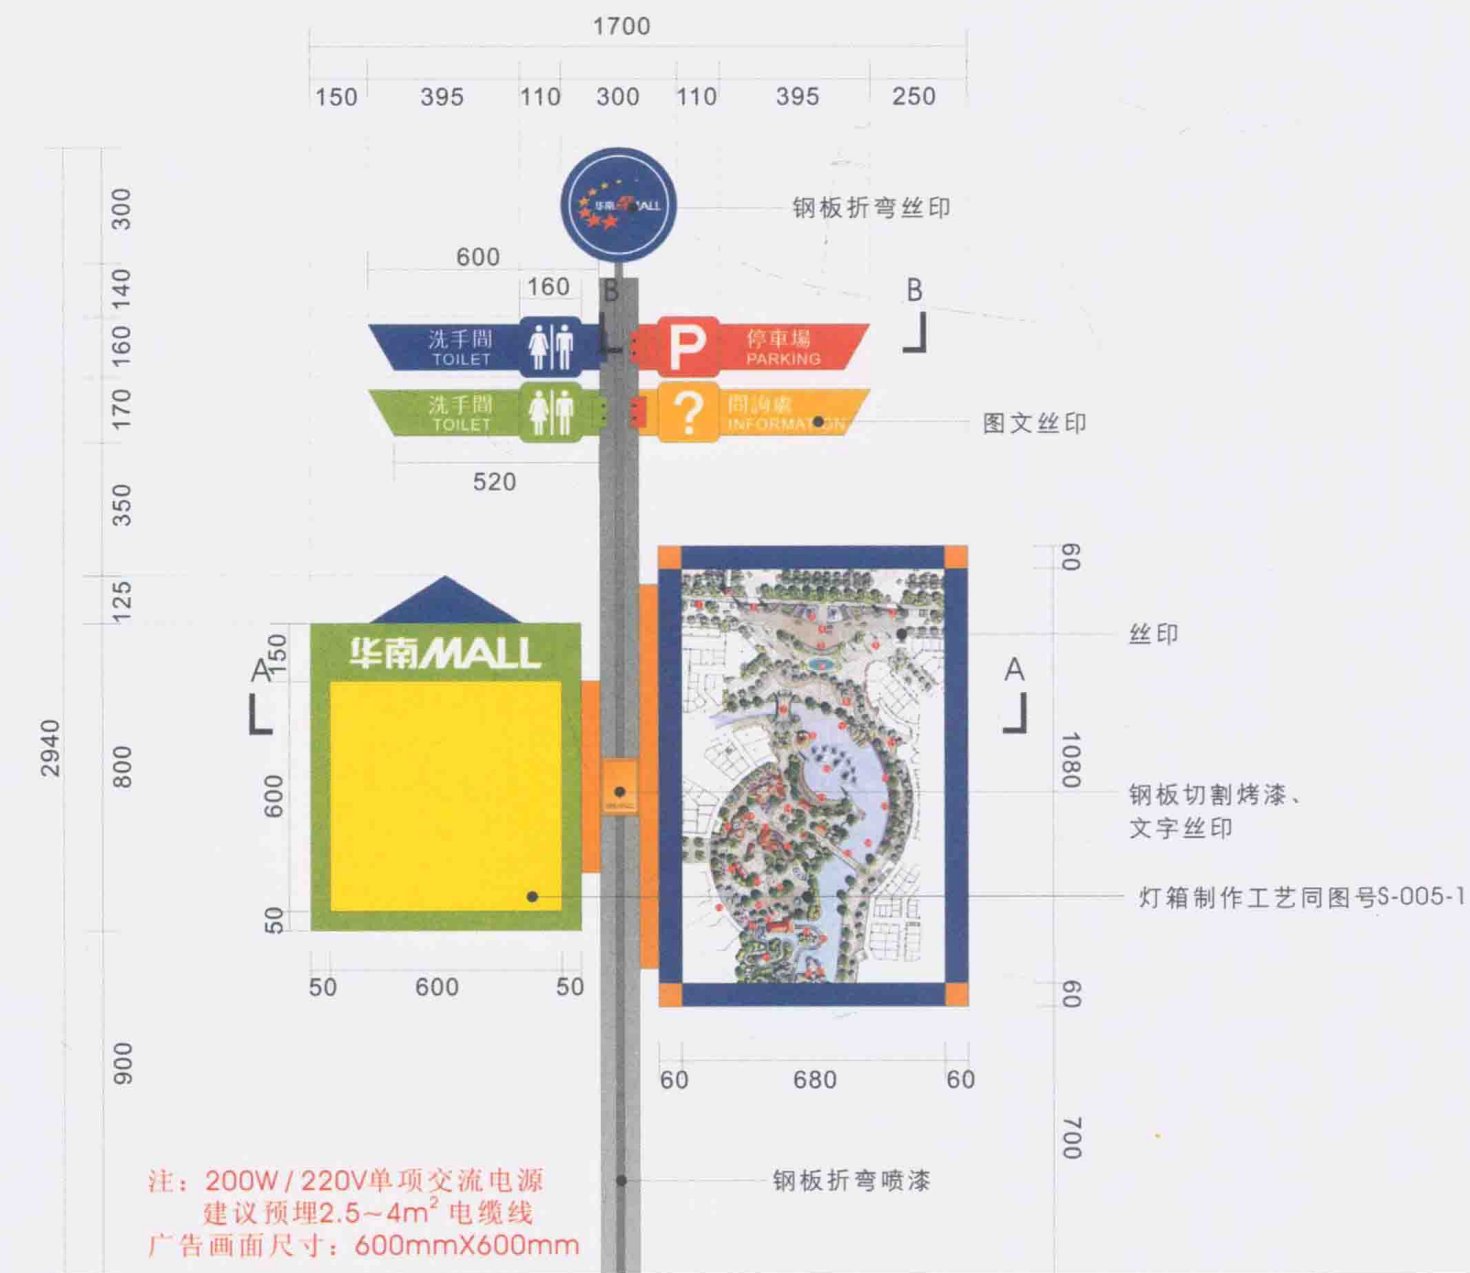 1700
150 395 110 300 110 395 250
300
华南MALL
钢板折弯丝印
600
140
160
B
B
160
洗手間
TOILET
P
停車場
PARKING
170
洗手間
TOILET
?
問詢處
INFORMATION
图文丝印
520
350
60
125
150
华南MALL
丝印
A
A
2940
800
600
1080
钢板切割烤漆、
文字丝印
灯箱制作工艺同图号S-005-1
50
50 600 50
60
900
60 680 60
700
钢板折弯喷漆
注：200W/220V单项交流电源
建议预埋2.5~4m² 电缆线
广告画面尺寸：600mmX600mm